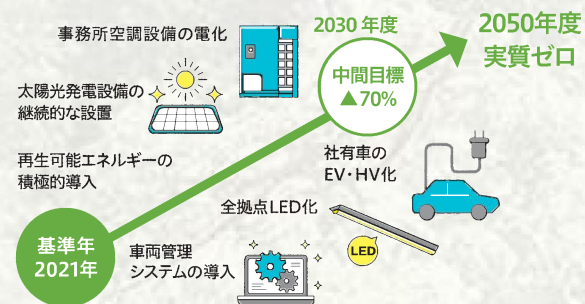 2050年度
実質ゼロ
2030 年度
中間目標
▲70%
事務所空調設備の電化
太陽光発電設備の
継続的な設置
再生可能エネルギーの
積極的導入
社有車の
EV・HV化
全拠点LED化
LED
車両管理
システムの導入
基準年
2021年